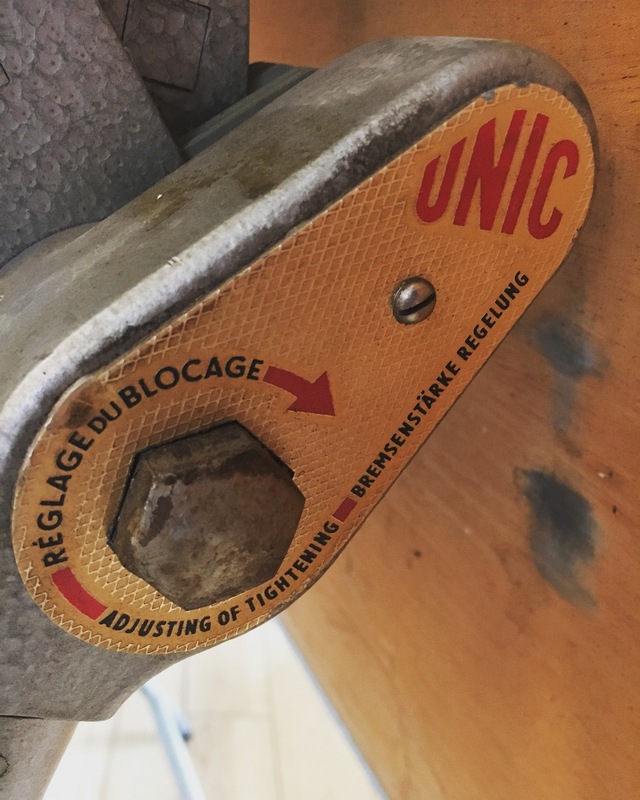 UNIC
RÉGLAGE DU BLOCAGE
ADJUSTING OF TIGHTENING
BREMSENSTÄRKE REGELUNG